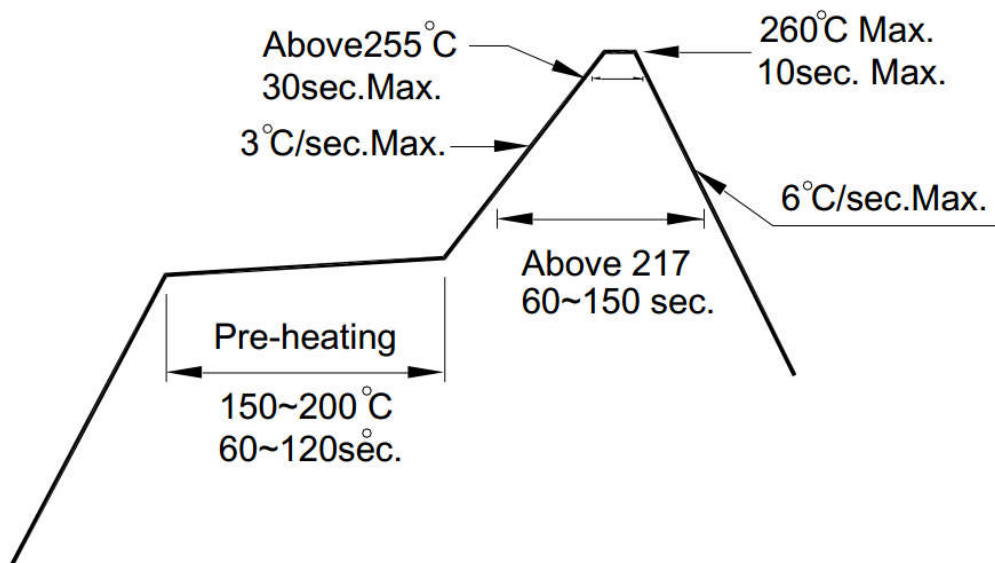 Above255°C
30sec.Max.
260°C Max.
10sec. Max.
3°C/sec.Max.
6°C/sec.Max.
Above 217
60~150 sec.
Pre-heating
150~200°C
60~120sec.